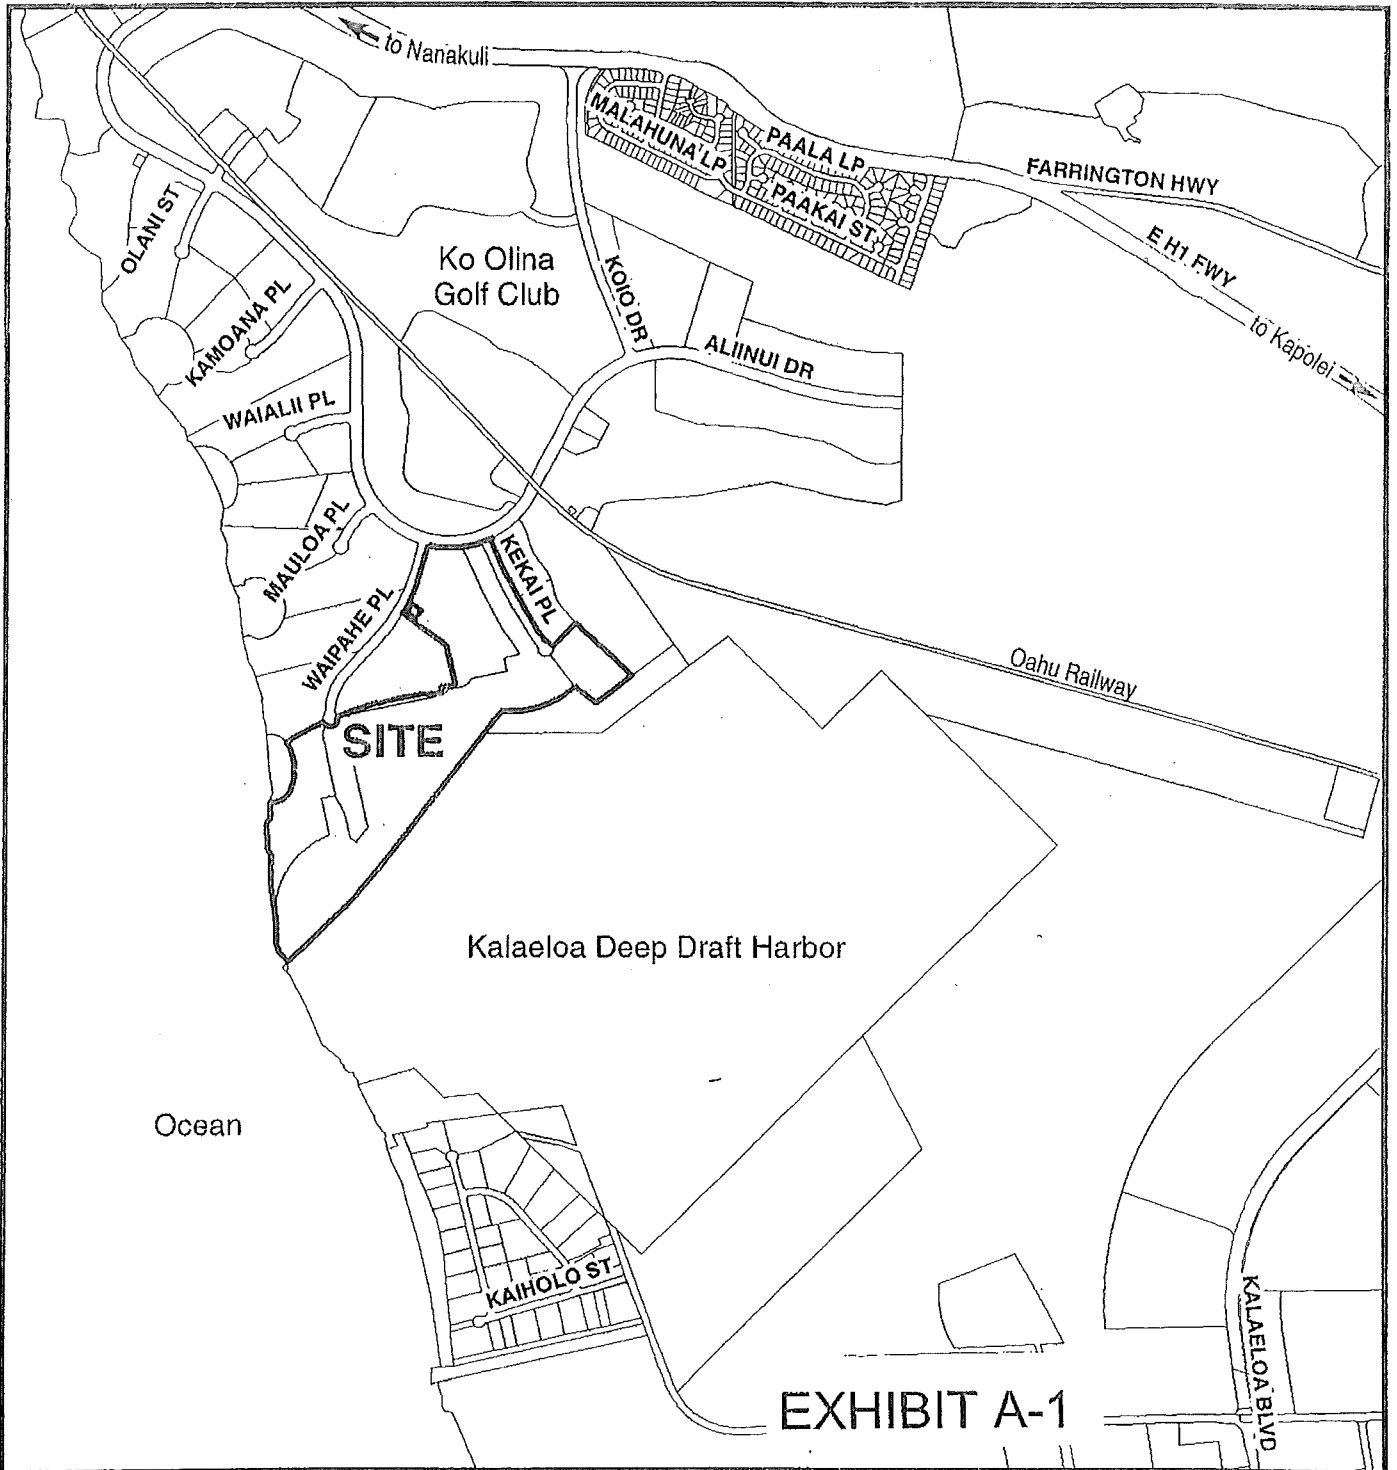 to Nanakuli
MALAHUNA LP
PAALA LP
PAAKAI ST
FARRINGTON HWY
E H1 FWY
to Kapolei
OLANI ST
Ko Olina
Golf Club
KOIO DR
KAMOANA PL
ALIINUI DR
WAIALII PL
MAULOA PL
KEKAI PL
WAIPAHE PL
Oahu Railway
SITE
Kalaeloa Deep Draft Harbor
Ocean
KAIHOLO ST
KALAELOA BLVD
EXHIBIT A-1